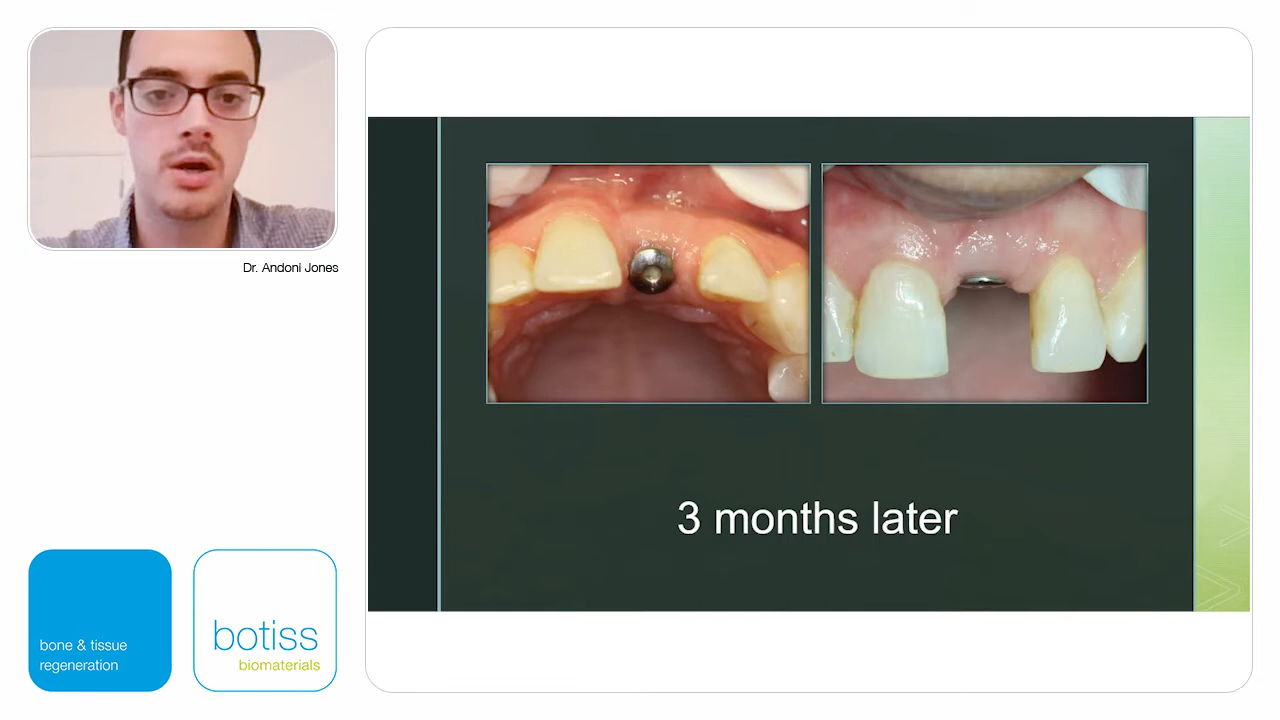 Dr. Andoni Jones
3 months later
bone & tissue
regeneration
botiss
biomaterials